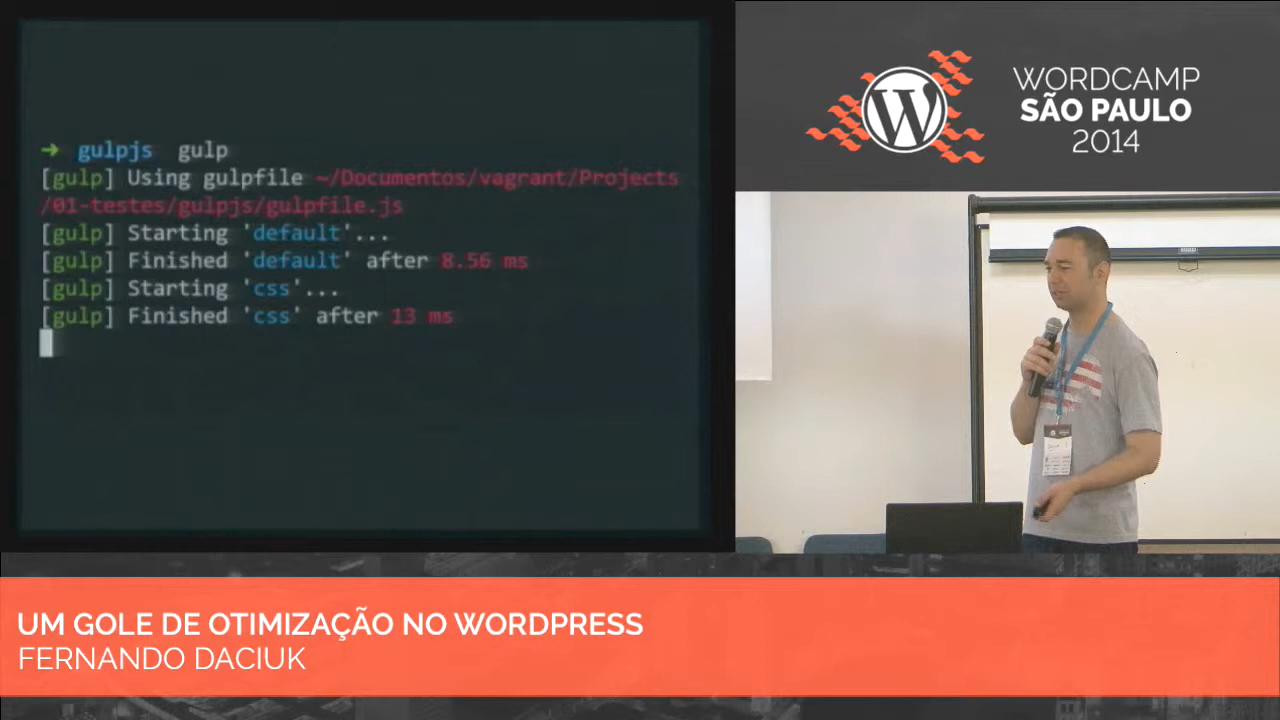 ➜ gulpjs gulp
[gulp] Using gulpfile ~/Documentos/vagrant/Projects
/01-testes/gulpjs/gulpfile.js
[gulp] Starting 'default'...
[gulp] Finished 'default' after 8.56 ms
[gulp] Starting 'css'...
[gulp] Finished 'css' after 13 ms
W
WORDCAMP
SÃO PAULO
2014
UM GOLE DE OTIMIZAÇÃO NO WORDPRESS
FERNANDO DACIUK